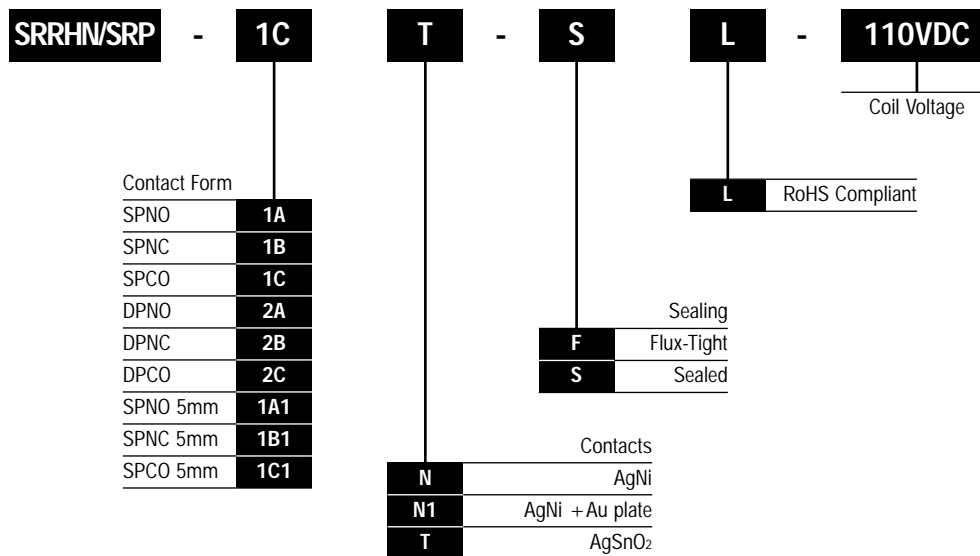 SRRHN/SRP - 1C T - S L - 110VDC
Coil Voltage
L RoHS Compliant
Contact Form
SPNO 1A
SPNC 1B
SPCO 1C
DPNO 2A
DPNC 2B
DPCO 2C
SPNO 5mm 1A1
SPNC 5mm 1B1
SPCO 5mm 1C1
Sealing
F Flux-Tight
S Sealed
Contacts
N AgNi
N1 AgNi + Au plate
T AgSnO₂